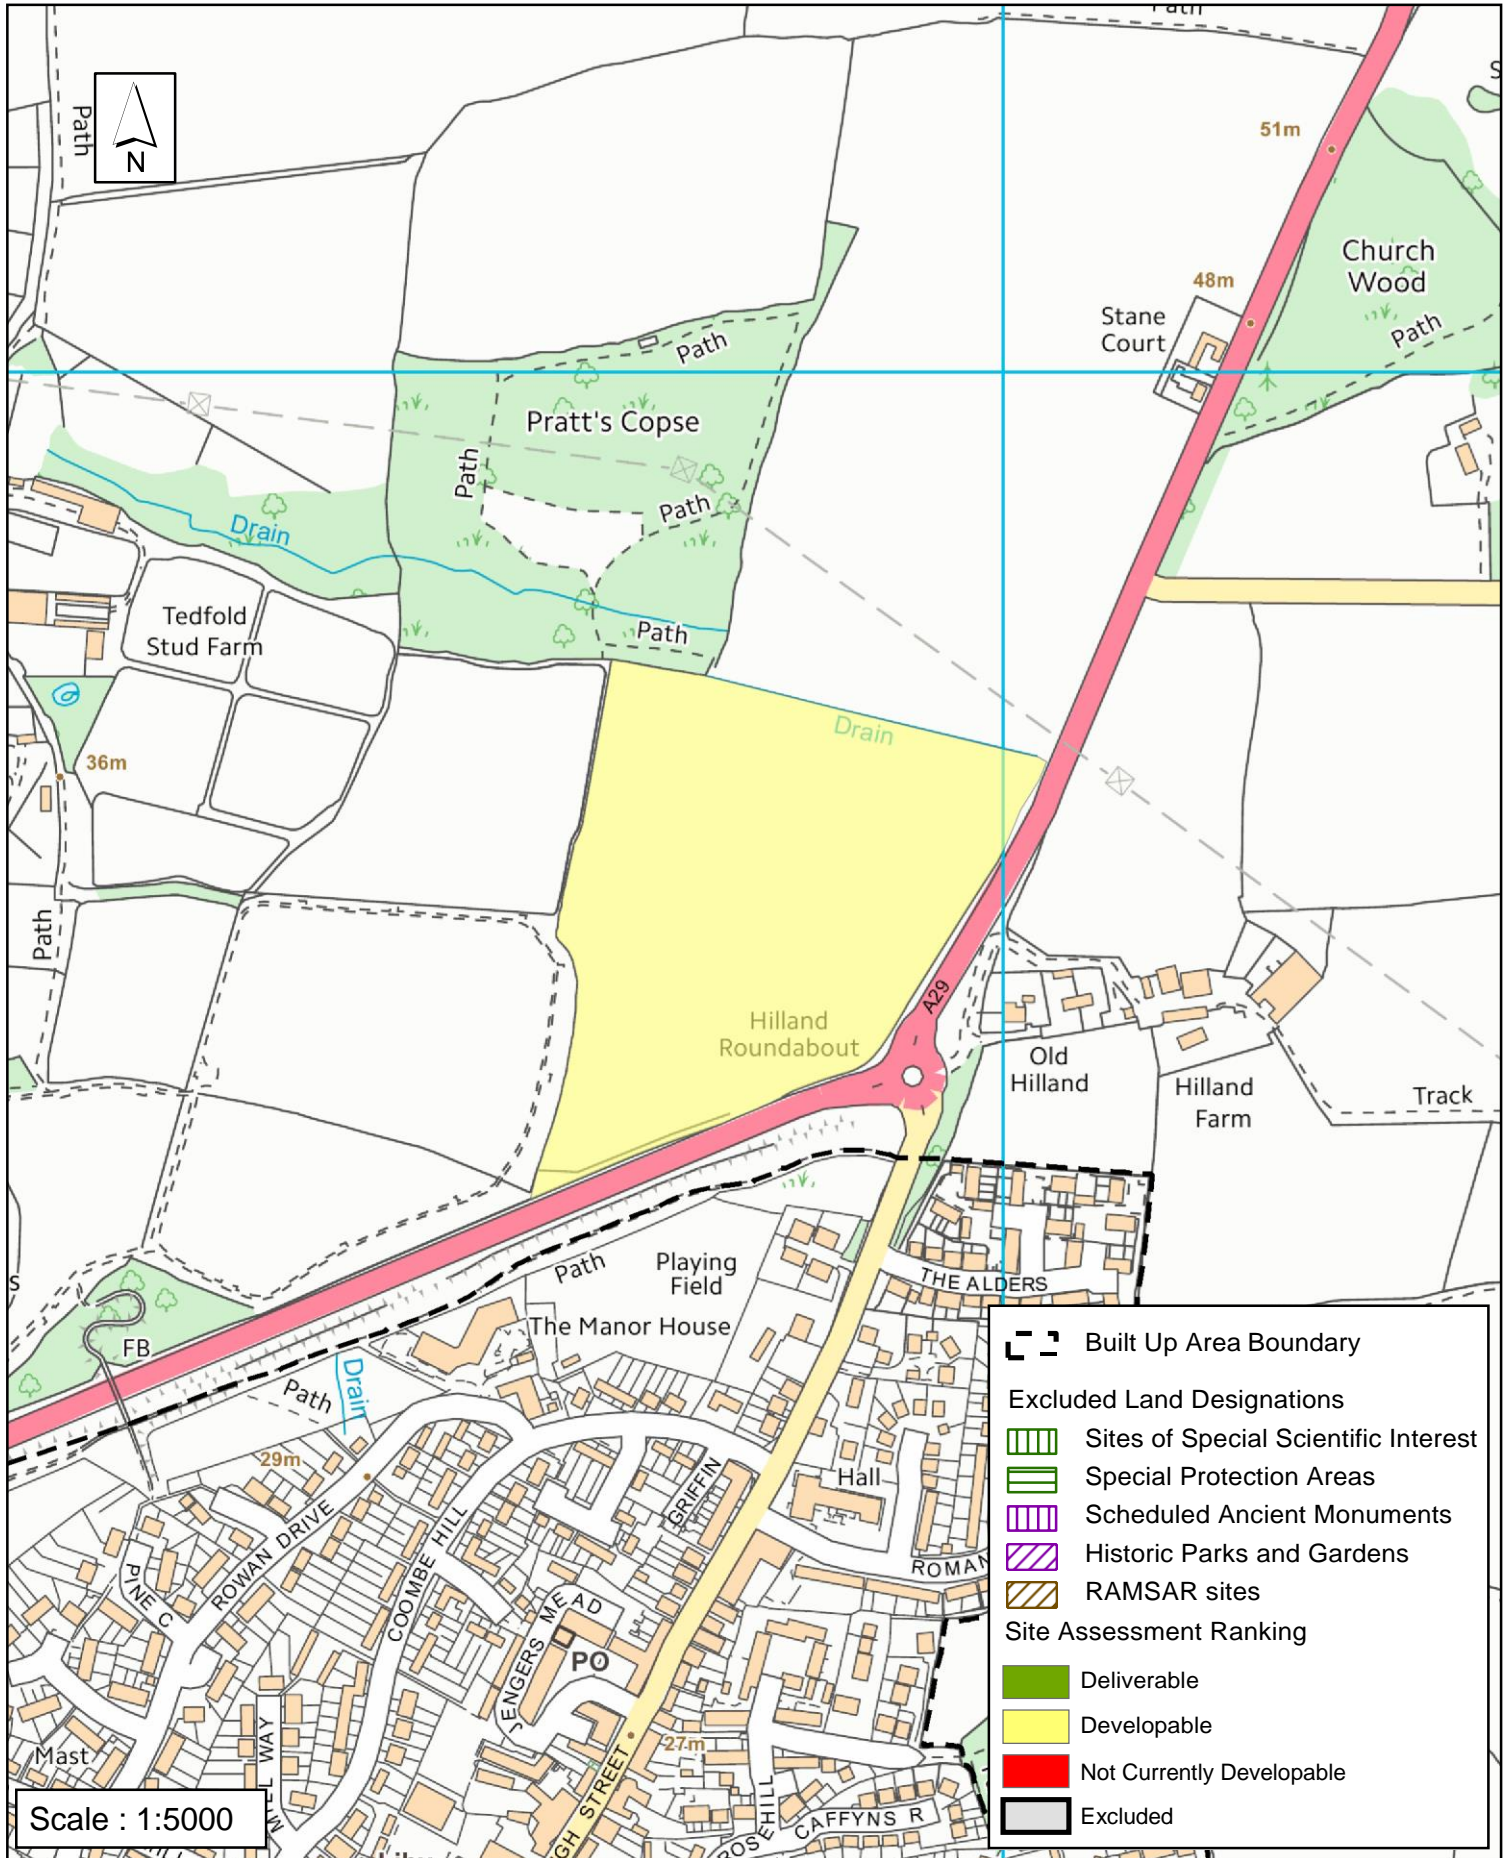 Path
51m
Path
N
Church
Wood
48m
Stane
Court
Path
Path
Pratt's Copse
Path
Path
Drain
Tedfold
Stud Farm
Path
Drain
36m
Path
A29
Hilland
Roundabout
Old
Hilland
Hilland
Farm
Track
Path
Playing
Field
THE ALDERS
The Manor House
FB
Drain
Path
29m
GRIFFIN
Hall
ROWAN DRIVE
COOMBE HILL
PYNE C
ROMAN
JENGERS MEAD
PO
Mast
27m
STREET
ROSEHILL
CAFFYNS R
Scale : 1:5000
Built Up Area Boundary
Excluded Land Designations
Sites of Special Scientific Interest
Special Protection Areas
Scheduled Ancient Monuments
Historic Parks and Gardens
RAMSAR sites
Site Assessment Ranking
Deliverable
Developable
Not Currently Developable
Excluded